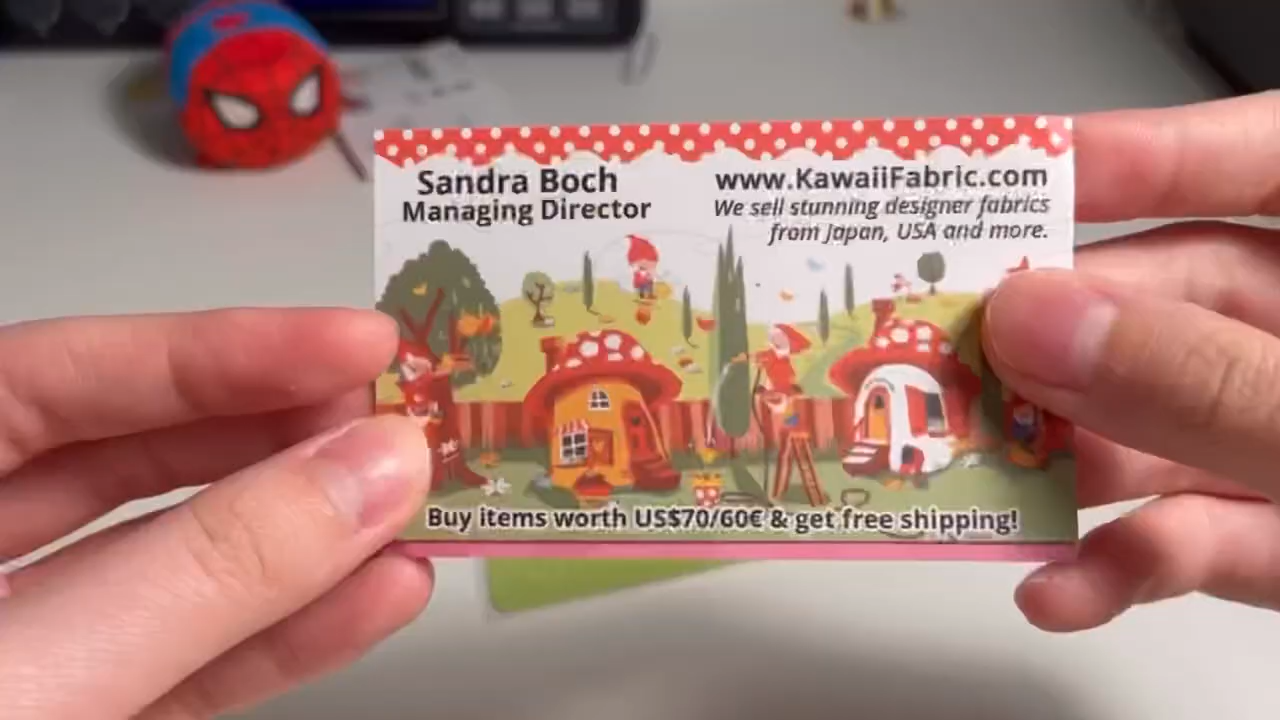 Sandra Boch
Managing Director
www.KawaiiFabric.com
We sell stunning designer fabrics
from Japan, USA and more.
Buy items worth US$70/60€ & get free shipping!